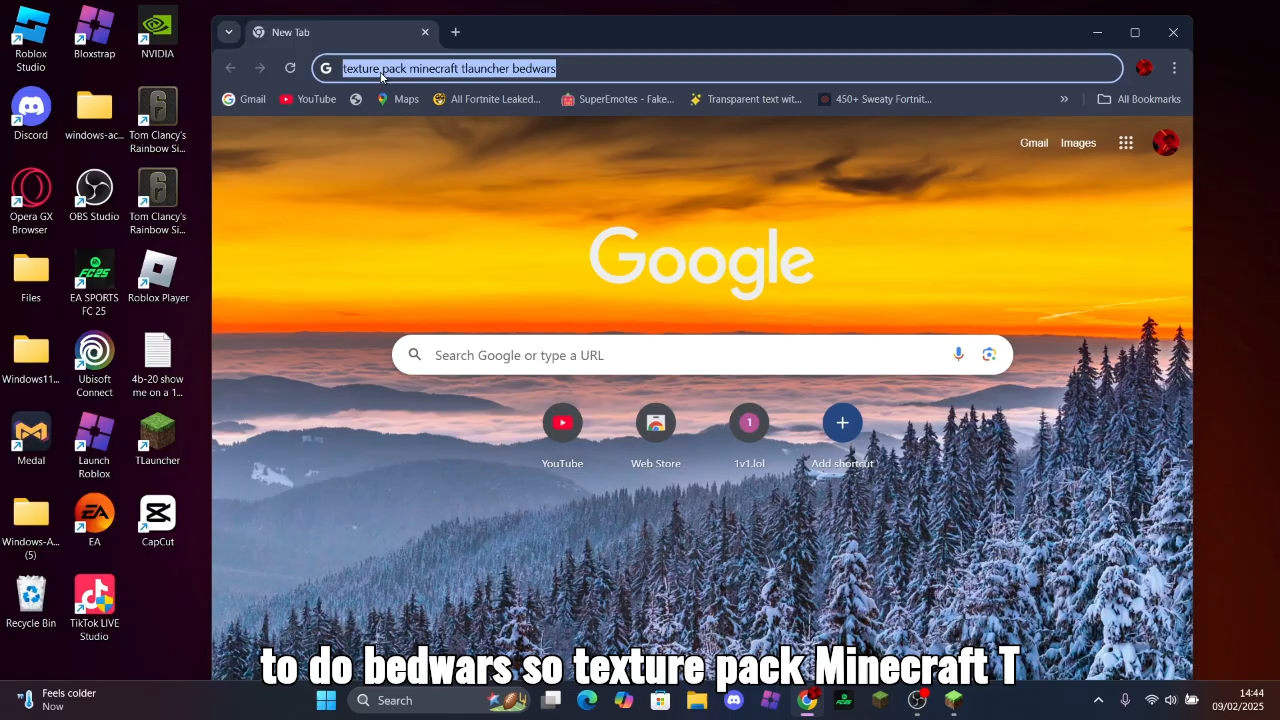 Roblox
Studio
Bloxstrap
NVIDIA
Discord
windows-ac...
Tom Clancy's
Rainbow Si...
Opera GX
Browser
OBS Studio
Tom Clancy's
Rainbow Si...
Files
EA SPORTS
FC 25
Roblox Player
Windows11...
Ubisoft
Connect
4b-20 show
me on a 1...
Medal
Launch
Roblox
TLauncher
Windows-A...
(5)
EA
CapCut
Recycle Bin
TikTok LIVE
Studio
New Tab
texture pack minecraft tlauncher bedwars
Gmail
YouTube
Maps
All Fortnite Leaked...
SuperEmotes - Fake...
Transparent text wit...
450+ Sweaty Fortnit...
All Bookmarks
Gmail
Images
Google
Search Google or type a URL
YouTube
Web Store
1
1v1.lol
Add shortcut
to do bedwars so texture pack Minecraft T
Feels colder
Now
Search
14:44
09/02/2025